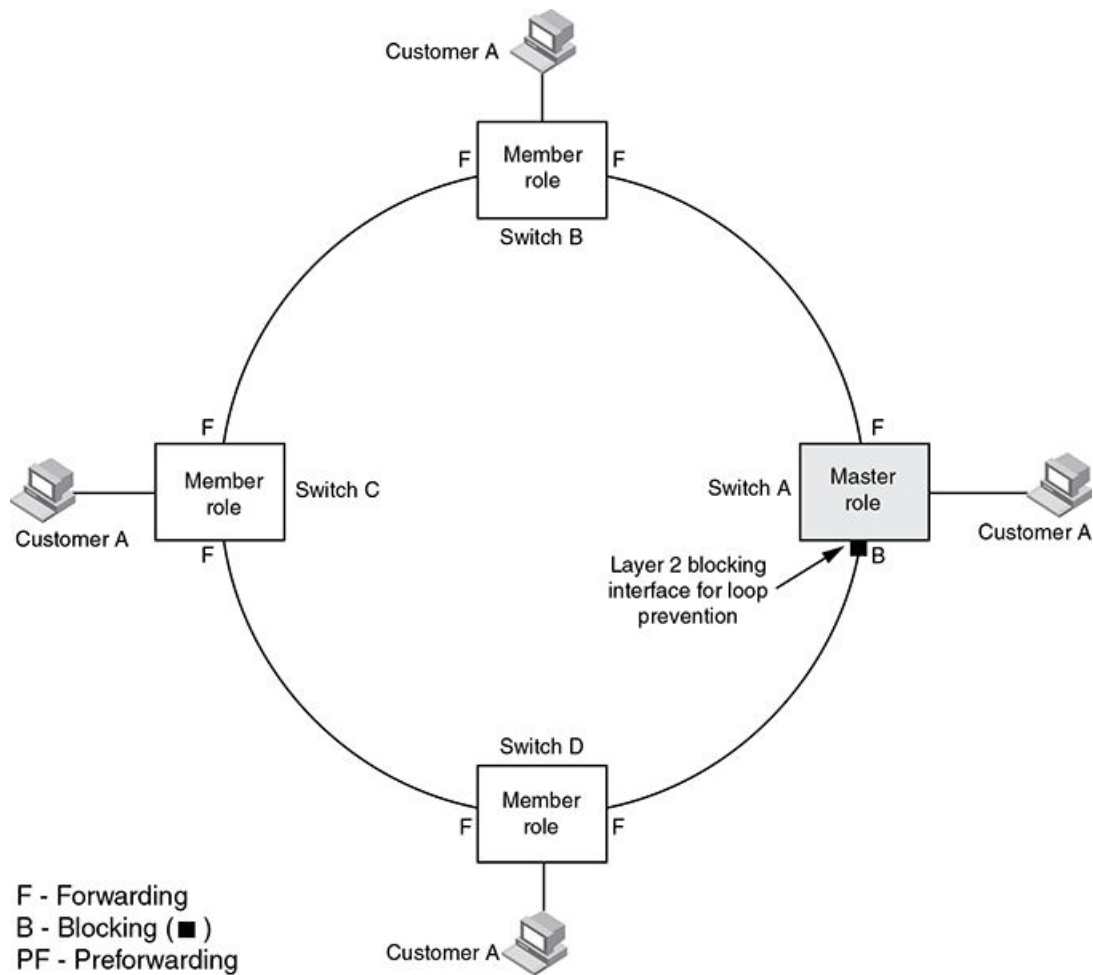 Customer A
F
Member
role
F
Switch B
F
Member
role
Switch C
Customer A
F
F
Switch A
Master
role
Customer A
B
Layer 2 blocking
interface for loop
prevention
Switch D
F
Member
role
F
Customer A
F - Forwarding
B - Blocking (■)
PF - Preforwarding